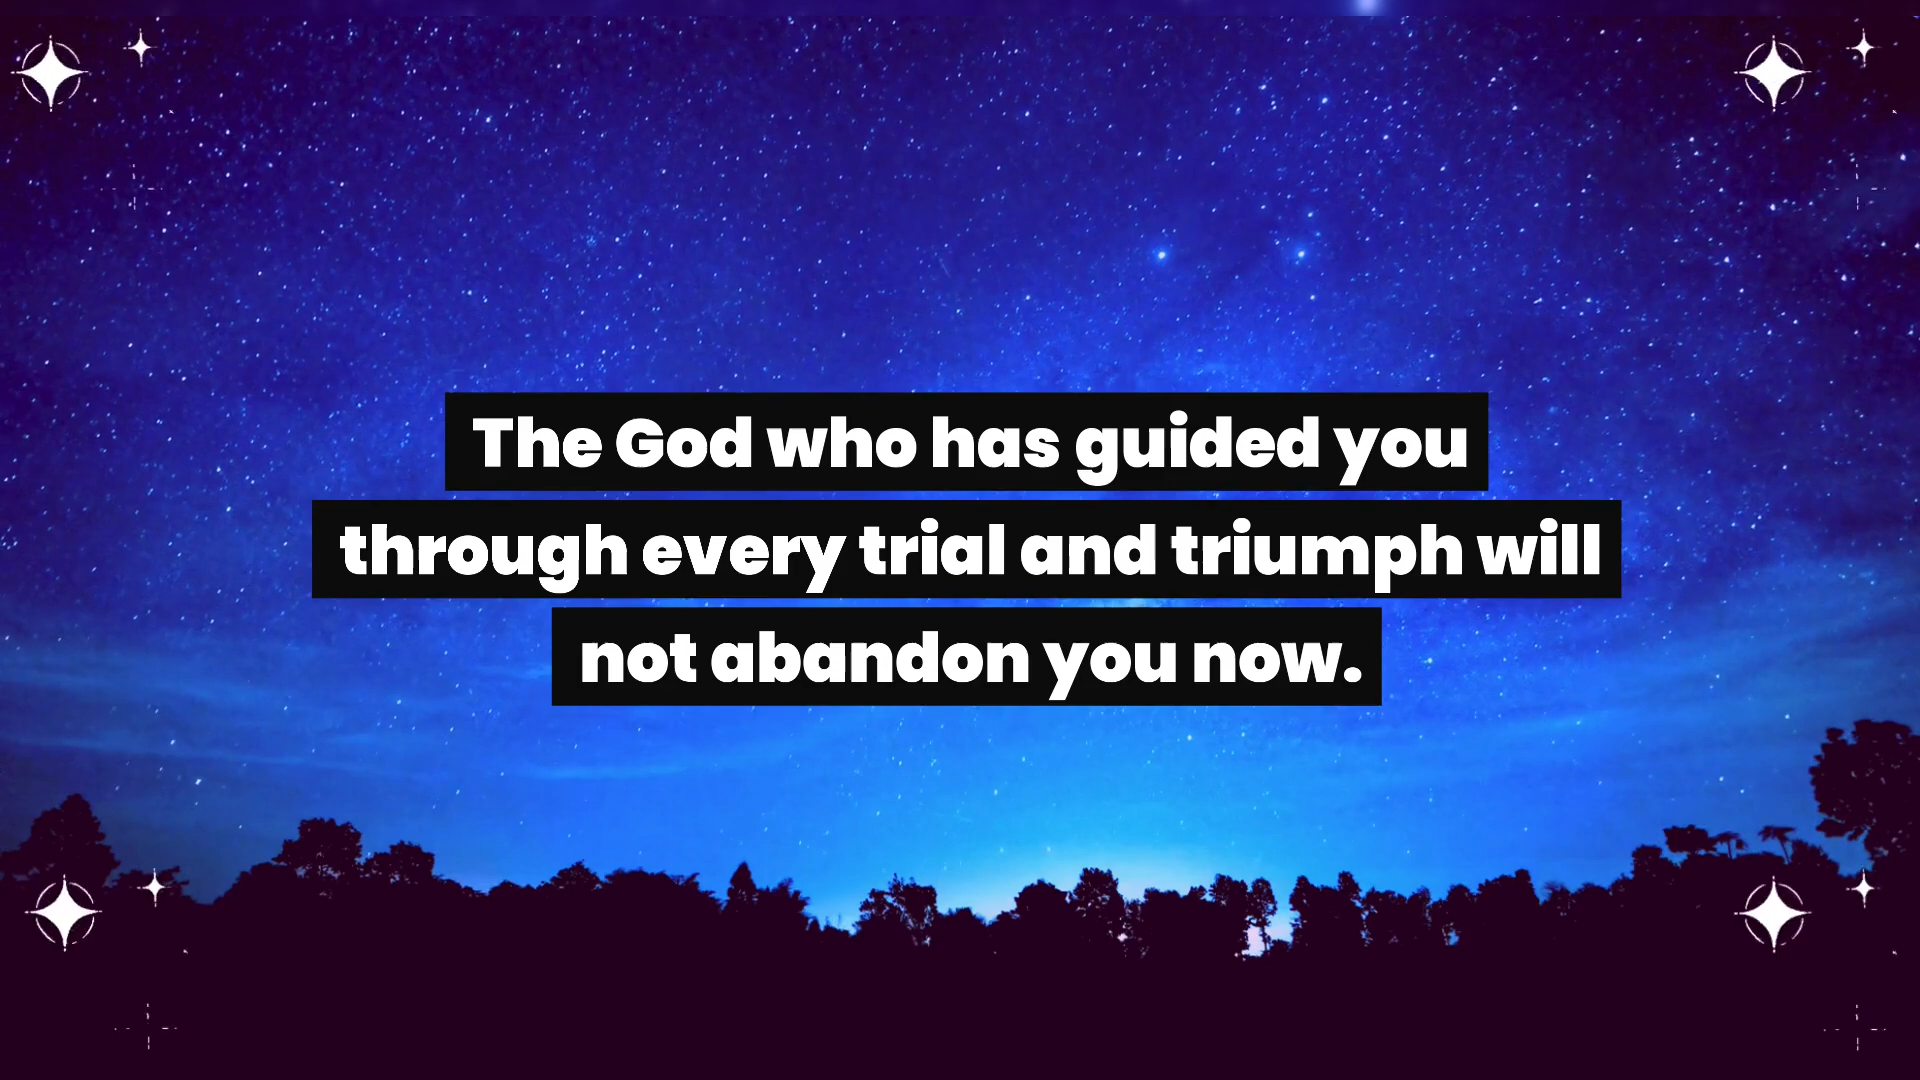 The God who has guided you
through every trial and triumph will
not abandon you now.